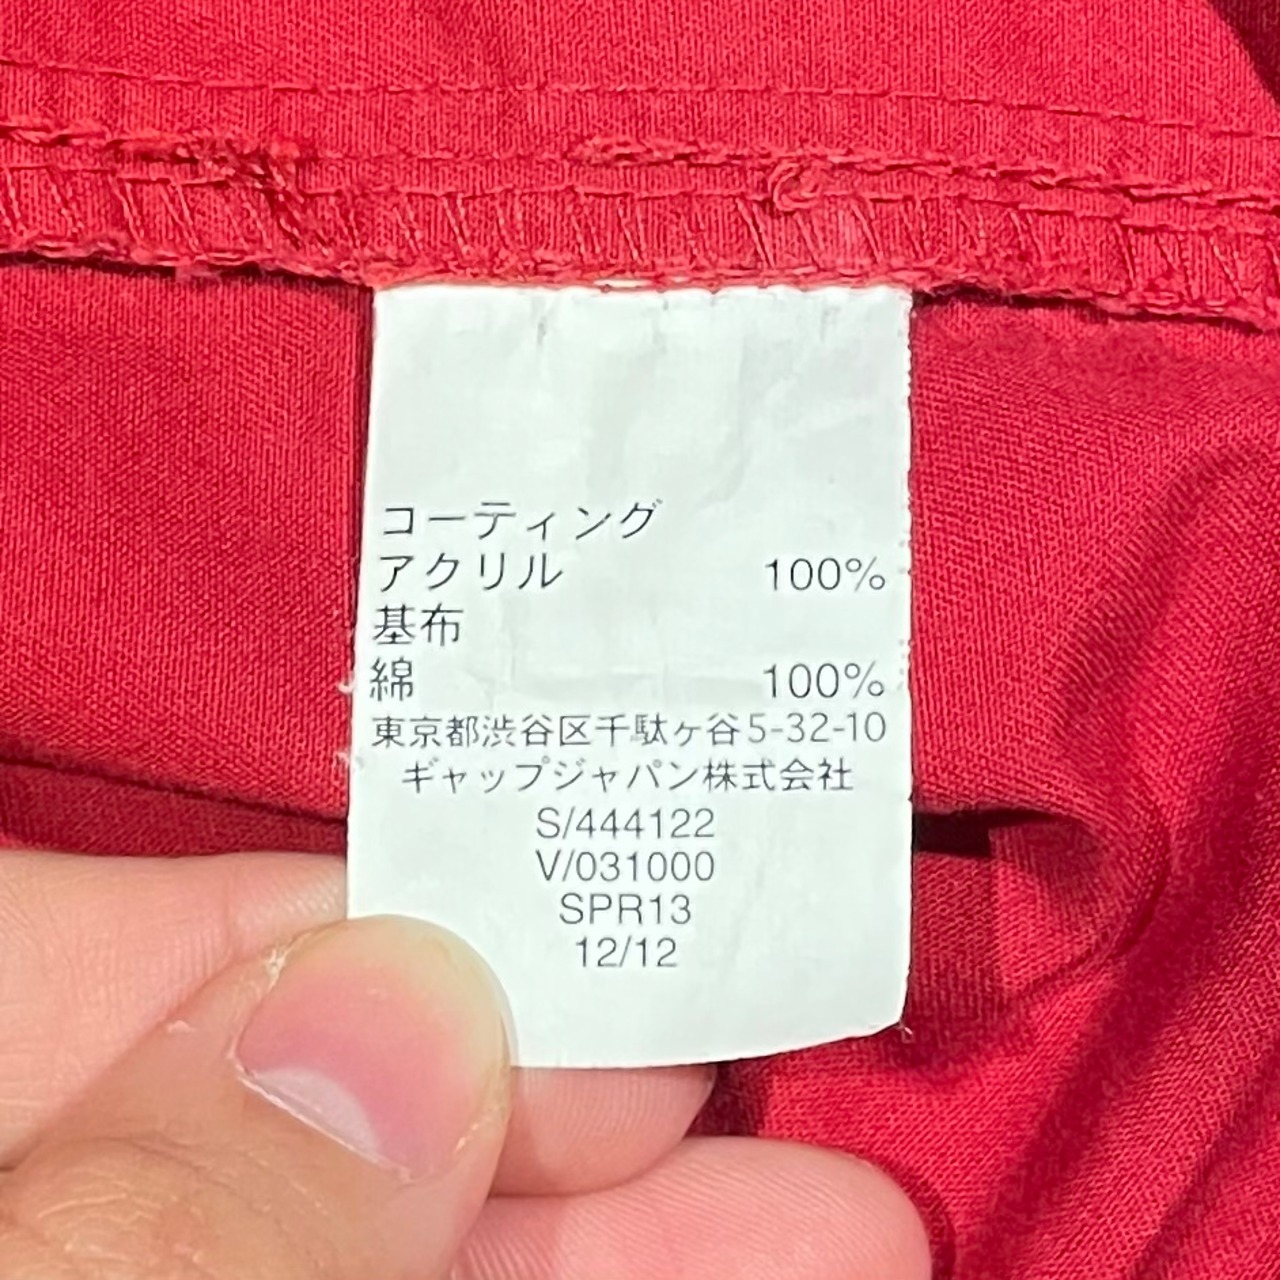 コーティング
アクリル 100%
基布
綿 100%
東京都渋谷区千駄ヶ谷5-32-10
ギャップジャパン株式会社
S/444122
V/031000
SPR13
12/12